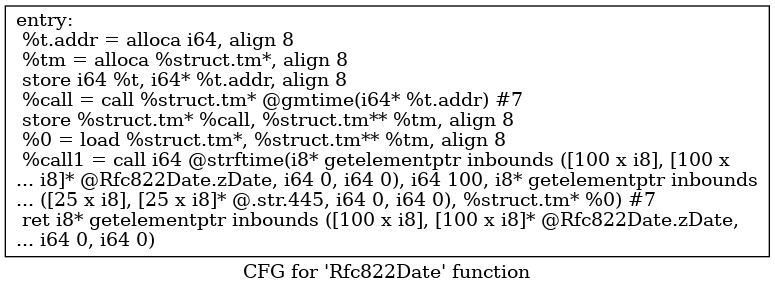 entry:
%t.addr = alloca i64, align 8
%tm = alloca %struct.tm*, align 8
store i64 %t, i64* %t.addr, align 8
%call = call %struct.tm* @gmtime(i64* %t.addr) #7
store %struct.tm* %call, %struct.tm** %tm, align 8
%0 = load %struct.tm*, %struct.tm** %tm, align 8
%call1 = call i64 @strftime(i8* getelementptr inbounds ([100 x i8], [100 x
... i8]* @Rfc822Date.zDate, i64 0, i64 0), i64 100, i8* getelementptr inbounds
... ([25 x i8], [25 x i8]* @.str.445, i64 0, i64 0), %struct.tm* %0) #7
ret i8* getelementptr inbounds ([100 x i8], [100 x i8]* @Rfc822Date.zDate,
... i64 0, i64 0)
CFG for 'Rfc822Date' function